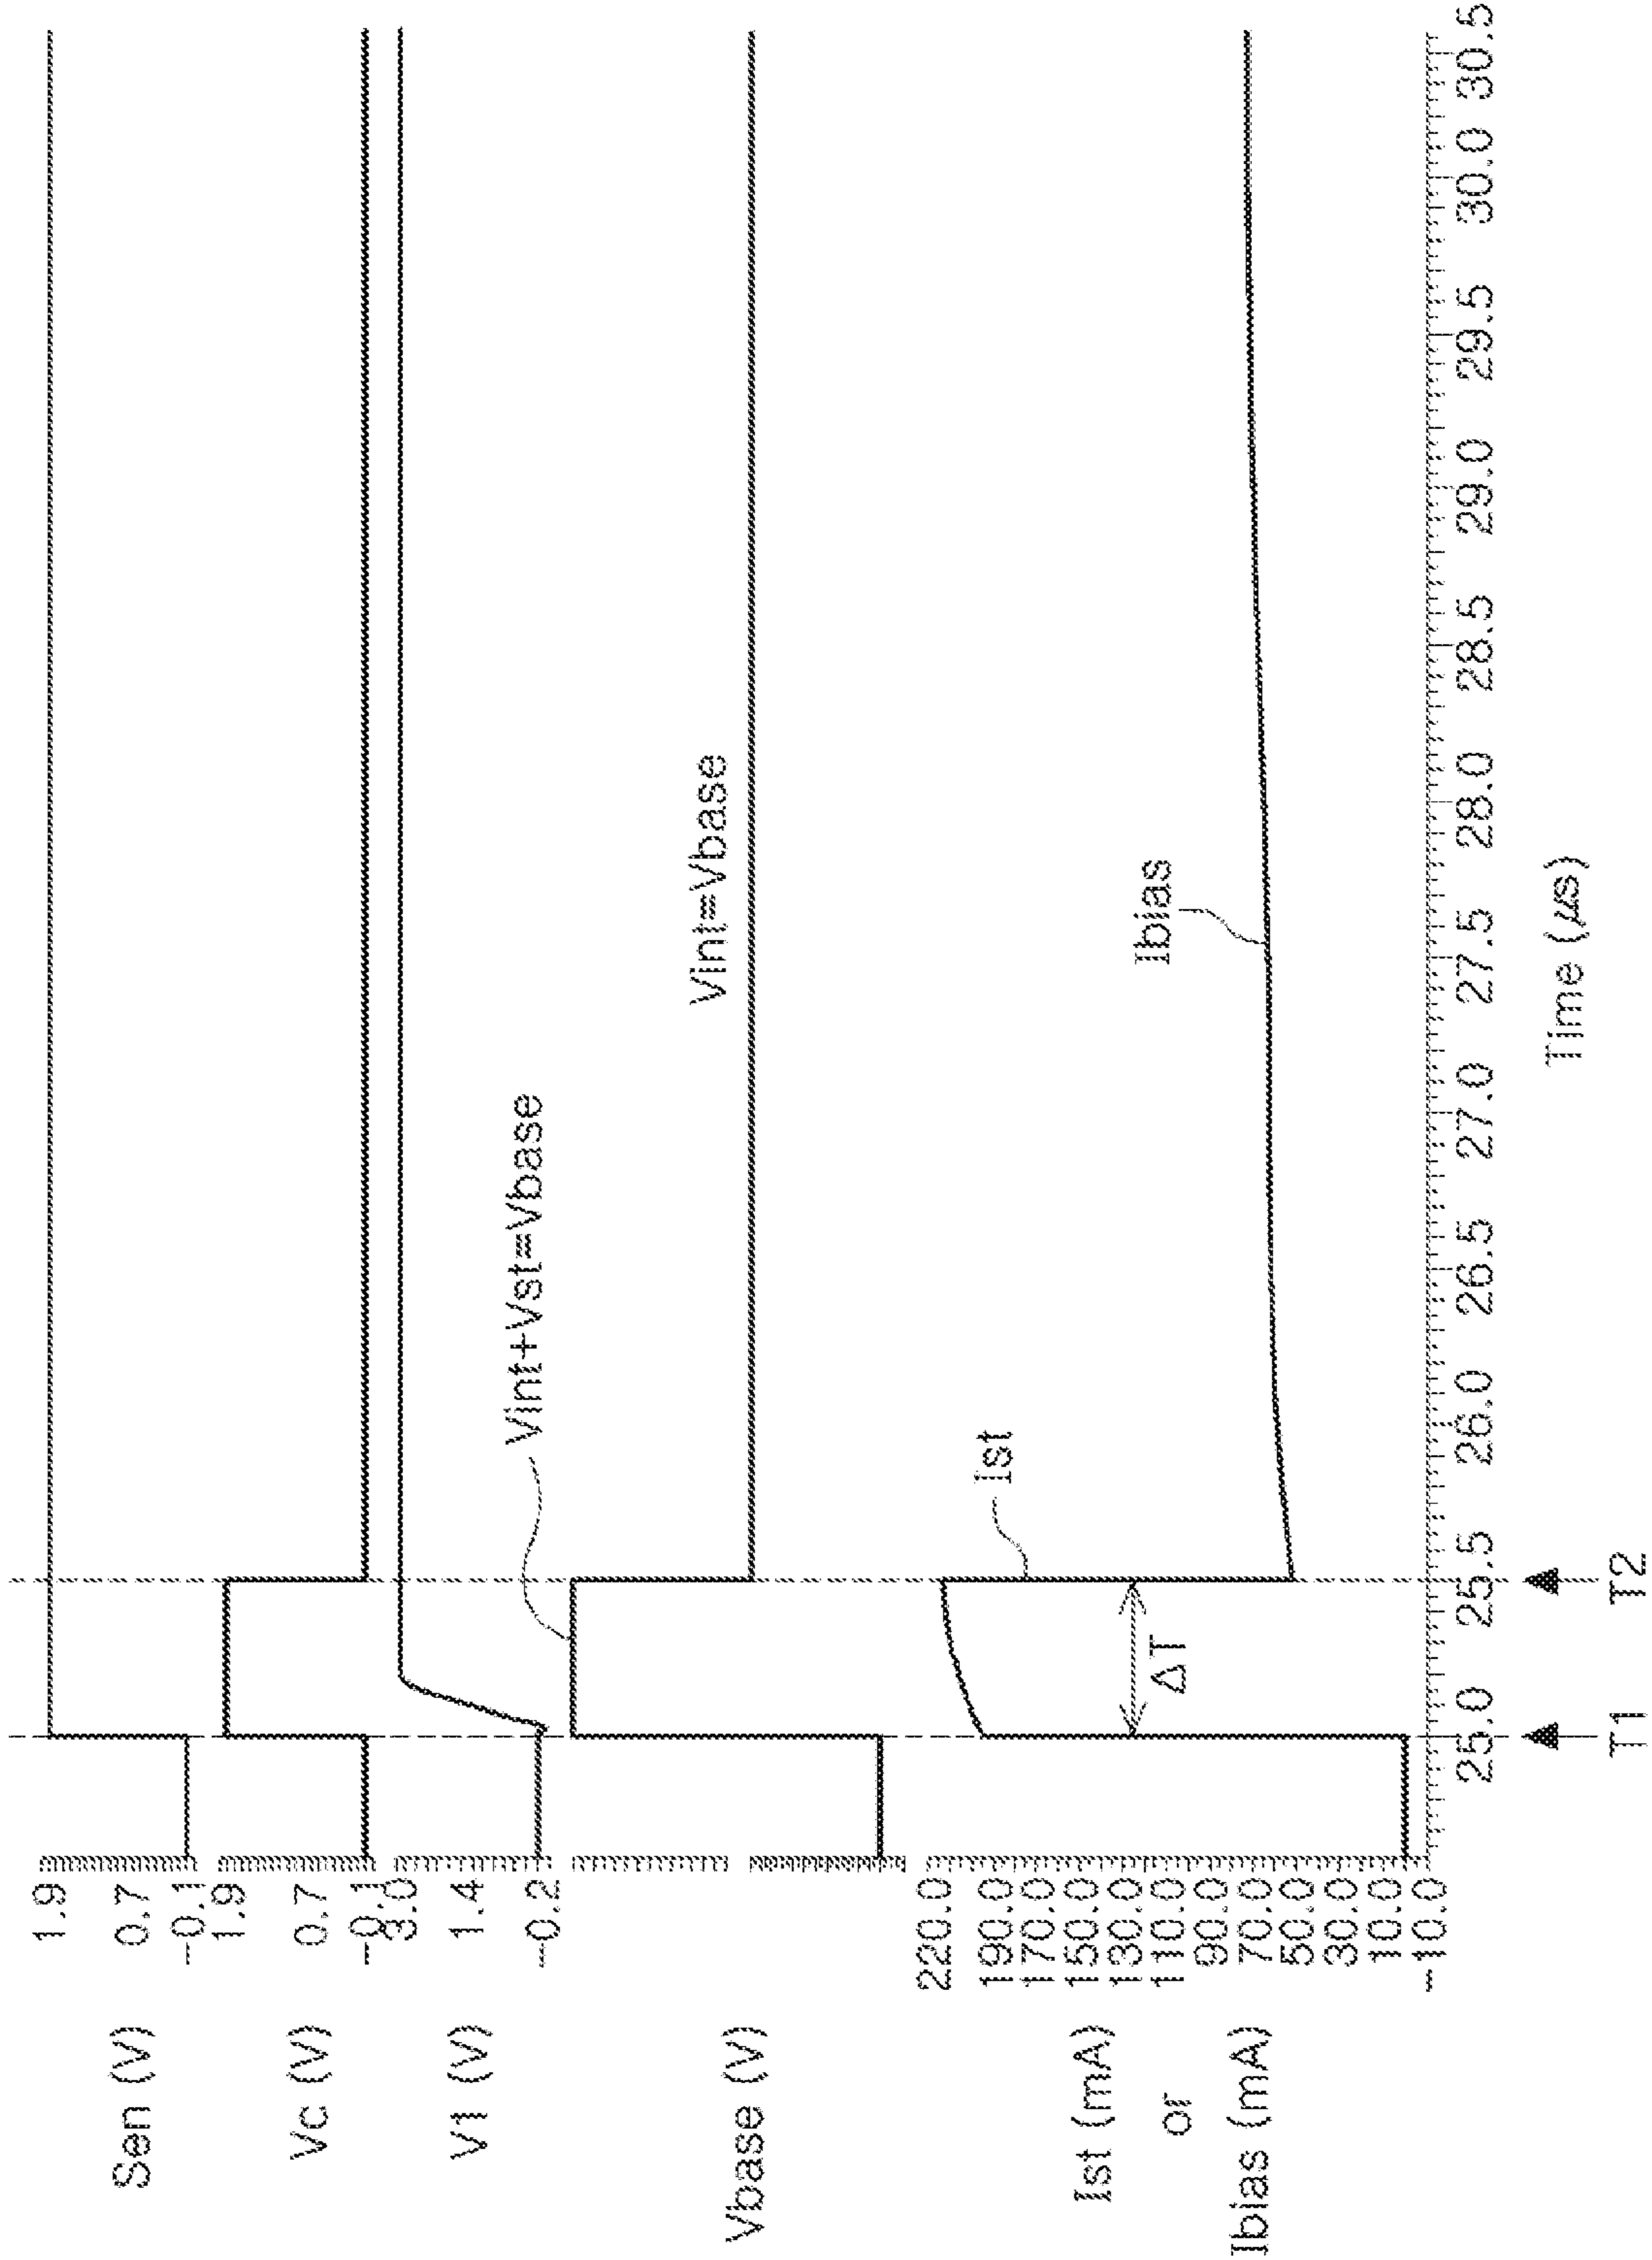 Sen (V)
1.9
0.7
-0.1
Vc (V)
1.9
0.7
-0.1
V1 (V)
3.0
1.4
-0.2
Vint+Vst=Vbase
Vbase (V)
Vint=Vbase
Ist (mA)
or
Ibias (mA)
220.0
190.0
170.0
150.0
130.0
110.0
90.0
70.0
50.0
30.0
10.0
-10.0
Ist
ΔT
Ibias
25.0 25.5 26.0 26.5 27.0 27.5 28.0 28.5 29.0 29.5 30.0 30.5
T1 T2
Time (μs)